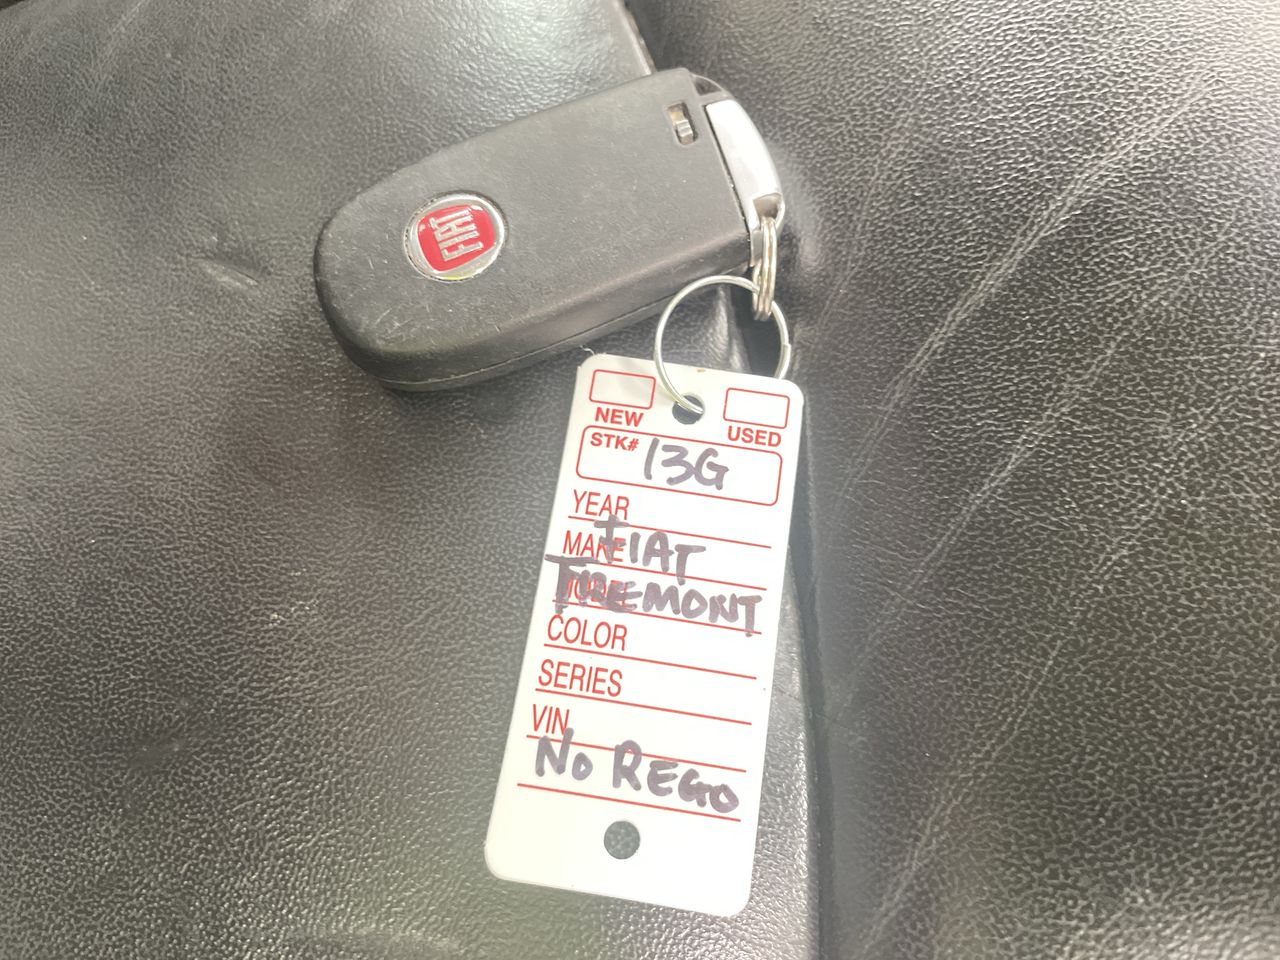 FIAT
NEW
USED
STK# 13G
YEAR
MAKE FIAT
MODEL FREEMONT
COLOR
SERIES
VIN
No REGO